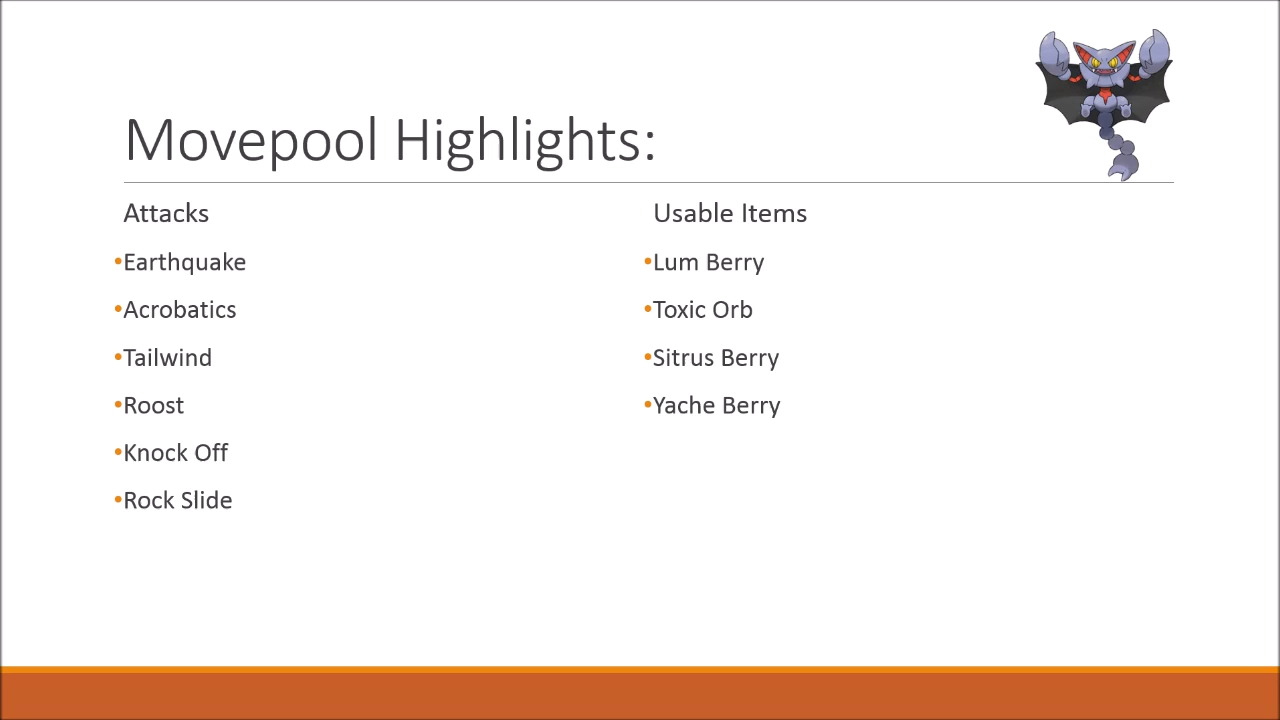 Movepool Highlights:
Attacks
•Earthquake
•Acrobatics
•Tailwind
•Roost
•Knock Off
•Rock Slide
Usable Items
•Lum Berry
•Toxic Orb
•Sitrus Berry
•Yache Berry